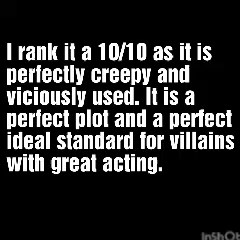 I rank it a 10/10 as it is
perfectly creepy and
viciously used. It is a
perfect plot and a perfect
ideal standard for villains
with great acting.